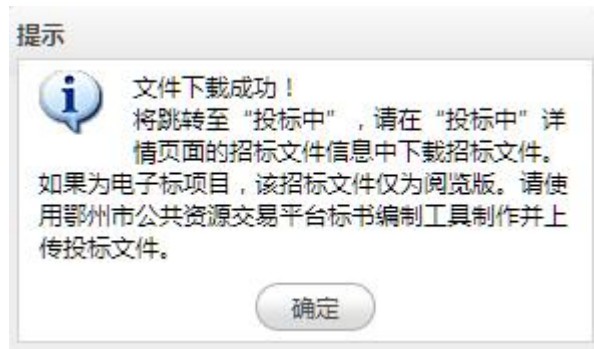 提示
文件下载成功！
将跳转至“投标中”，请在“投标中”详
情页面的招标文件信息中下载招标文件。
如果为电子标项目，该招标文件仅为阅览版。请使
用鄂州市公共资源交易平台标书编制工具制作并上
传投标文件。
确定